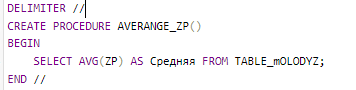 DELIMITER //
CREATE PROCEDURE AVERANGE_ZP()
BEGIN
SELECT AVG(ZP) AS Средняя FROM TABLE_mOLODYZ;
END //